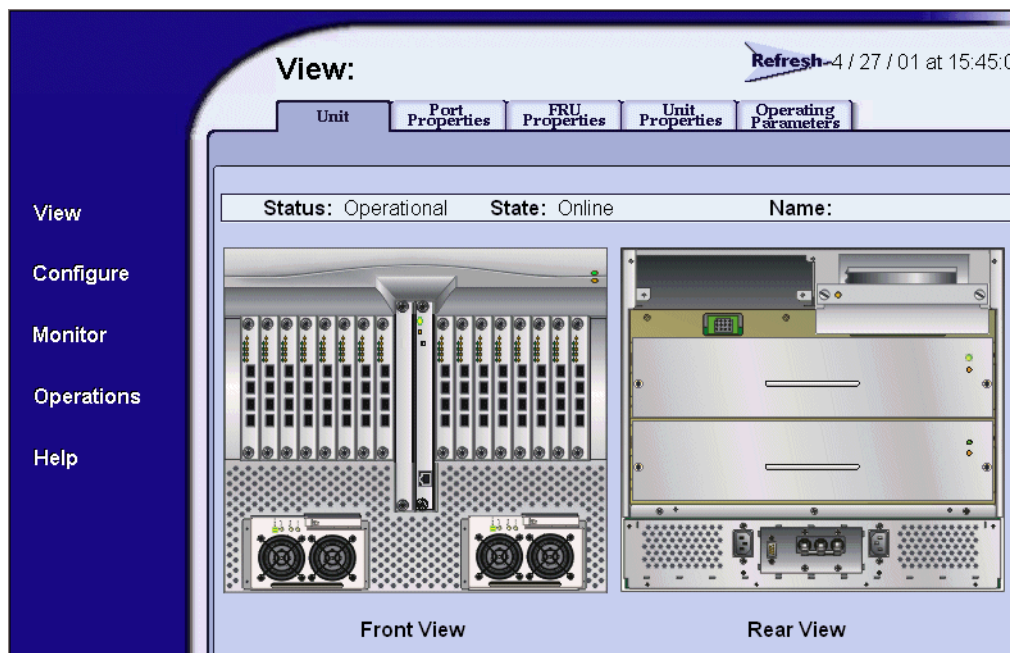 View:
Refresh 4 / 27 / 01 at 15:45:0
Unit
Port Properties
FRU Properties
Unit Properties
Operating Parameters
Status: Operational State: Online Name:
View
Configure
Monitor
Operations
Help
Front View
Rear View